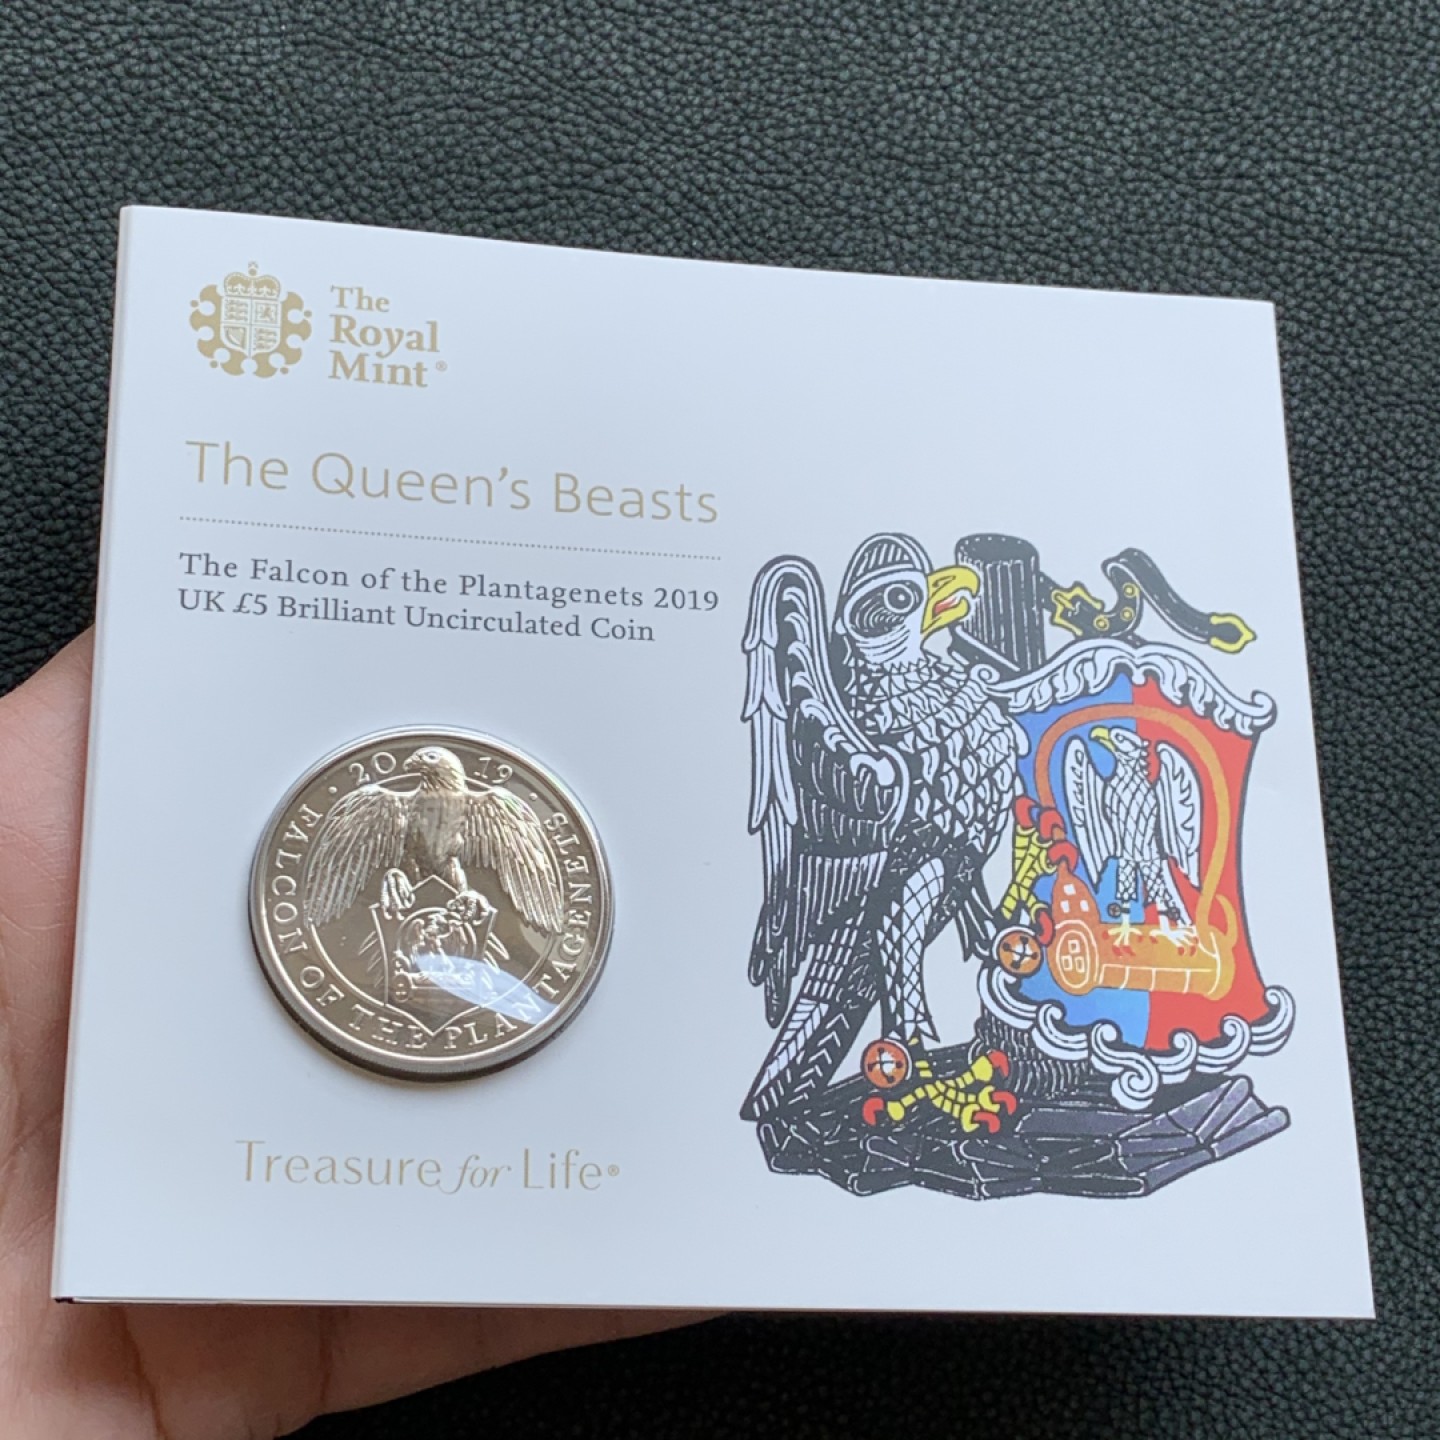 The
Royal
Mint®
The Queen's Beasts
The Falcon of the Plantagenets 2019
UK £5 Brilliant Uncirculated Coin
· 2019 ·
FALCON OF THE PLANTAGENETS
Treasure for Life®